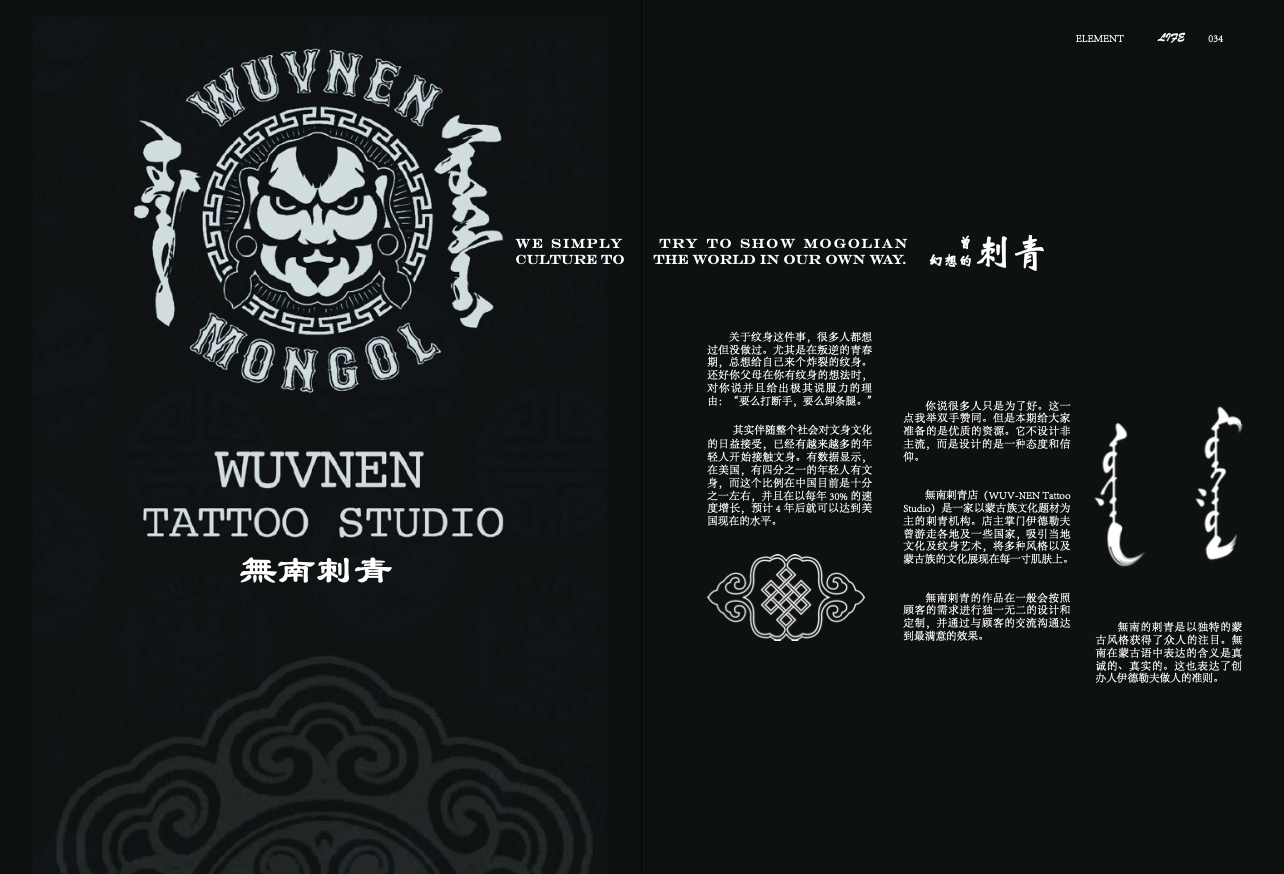 WUVNEN
MONGOL
WUVNEN
TATTOO STUDIO
無南刺青
ELEMENT LIFE 034
WE SIMPLY TRY TO SHOW MOGOLIAN
CULTURE TO THE WORLD IN OUR OWN WAY.
曾
幻想的刺青
关于纹身这件事，很多人都想
过但没做过。尤其是在叛逆的青春
期，总想给自己来个炸裂的纹身。
还好你父母在你有纹身的想法时，
对你说并且给出极其说服力的理
由：“要么打断手，要么卸条腿。”
其实伴随整个社会对文身文化
的日益接受，已经有越来越多的年
轻人开始接触文身。有数据显示，
在美国，有四分之一的年轻人有文
身，而这个比例在中国目前是十分
之一左右，并且在以每年 30% 的速
度增长，预计 4 年后就可以达到美
国现在的水平。
你说很多人只是为了好。这一
点我举双手赞同。但是本期给大家
准备的是优质的资源。它不设计非
主流，而是设计的是一种态度和信
仰。
無南刺青店（WUV-NEN Tattoo
Studio）是一家以蒙古族文化题材为
主的刺青机构。店主掌门伊德勒夫
曾游走各地及一些国家，吸引当地
文化及纹身艺术，将多种风格以及
蒙古族的文化展现在每一寸肌肤上。
無南刺青的作品在一般会按照
顾客的需求进行独一无二的设计和
定制，并通过与顾客的交流沟通达
到最满意的效果。
無南的刺青是以独特的蒙
古风格获得了众人的注目。無
南在蒙古语中表达的含义是真
诚的、真实的。这也表达了创
办人伊德勒夫做人的准则。